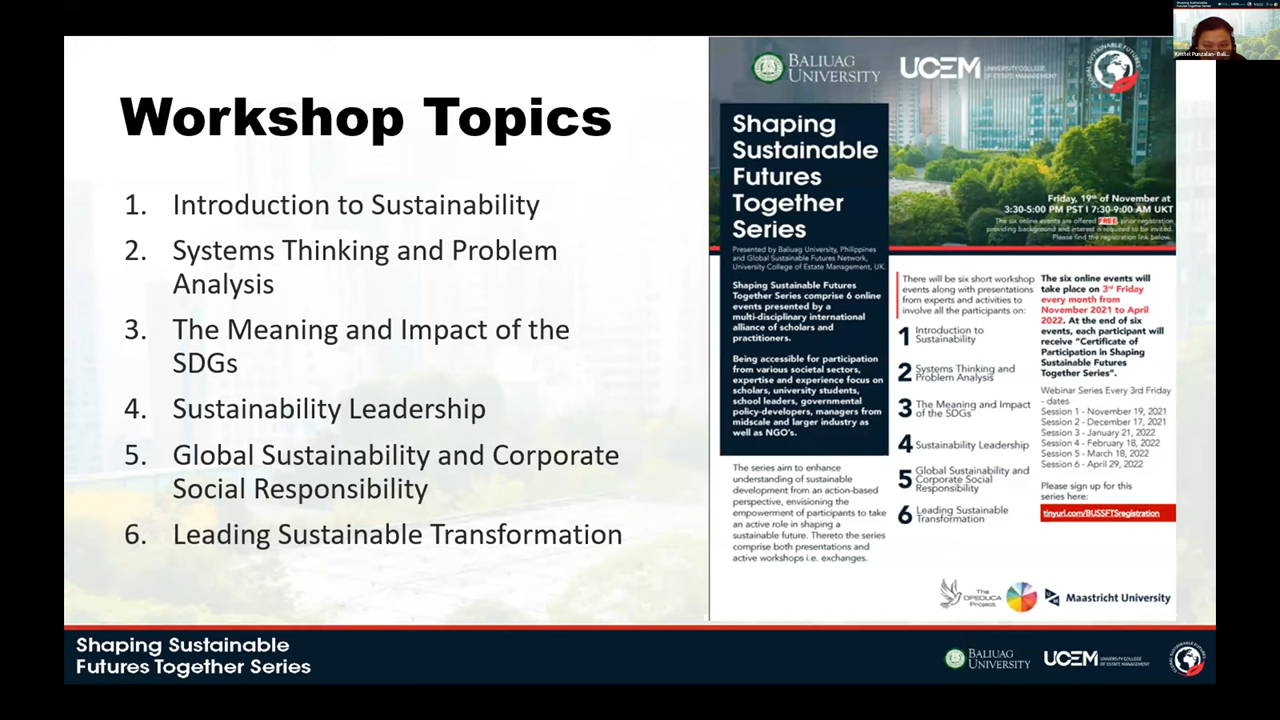 Workshop Topics
1. Introduction to Sustainability
2. Systems Thinking and Problem
Analysis
3. The Meaning and Impact of the
SDGs
4. Sustainability Leadership
5. Global Sustainability and Corporate
Social Responsibility
6. Leading Sustainable Transformation
BALIUAG
UNIVERSITY
UCEM
UNIVERSITY COLLEGE
OF ESTATE MANAGEMENT
GLOBAL SUSTAINABLE FUTURES
Shaping
Sustainable
Futures
Together
Series
Presented by Baliuag University, Philippines
and Global Sustainable Futures Network,
University College of Estate Management, UK.
Friday, 19th of November at
3:30-5:00 PM PST I 7:30-9:00 AM UKT
The six online events are offered FREE, prior registration
providing background and interest is required to be invited.
Please find the registration link below.
Shaping Sustainable Futures
Together Series comprise 6 online
events presented by a
multi-disciplinary international
alliance of scholars and
practitioners.
Being accessible for participation
from various societal sectors,
expertise and experience focus on
scholars, university students,
school leaders, governmental
policy-developers, managers from
midscale and larger industry as
well as NGO's.
The series aim to enhance
understanding of sustainable
development from an action-based
perspective, envisioning the
empowerment of participants to take
an active role in shaping a
sustainable future. Thereto the series
comprise both presentations and
active workshops i.e. exchanges.
There will be six short workshop
events along with presentations
from experts and activities to
involve all the participants on:
1 Introduction to
Sustainability
2 Systems Thinking and
Problem Analysis
3 The Meaning and Impact
of the SDGs
4 Sustainability Leadership
5 Global Sustainability and
Corporate Social
Responsibility
6 Leading Sustainable
Transformation
The six online events will
take place on 3rd Friday
every month from
November 2021 to April
2022. At the end of six
events, each participant will
receive "Certificate of
Participation in Shaping
Sustainable Futures
Together Series".
Webinar Series Every 3rd Friday
- dates
Session 1 - November 19, 2021
Session 2 - December 17, 2021
Session 3 - January 21, 2022
Session 4 - February 18, 2022
Session 5 - March 18, 2022
Session 6 - April 29, 2022
Please sign up for this
series here:
tinyurl.com/BUSSFTSregistration
The
OPEDUCA
Project
Maastricht University
Shaping Sustainable
Futures Together Series
BALIUAG
UNIVERSITY
UCEM
UNIVERSITY COLLEGE
OF ESTATE MANAGEMENT
GLOBAL SUSTAINABLE FUTURES
Shaping Sustainable
Futures Together Series
Kristel Punzalan- Bali...